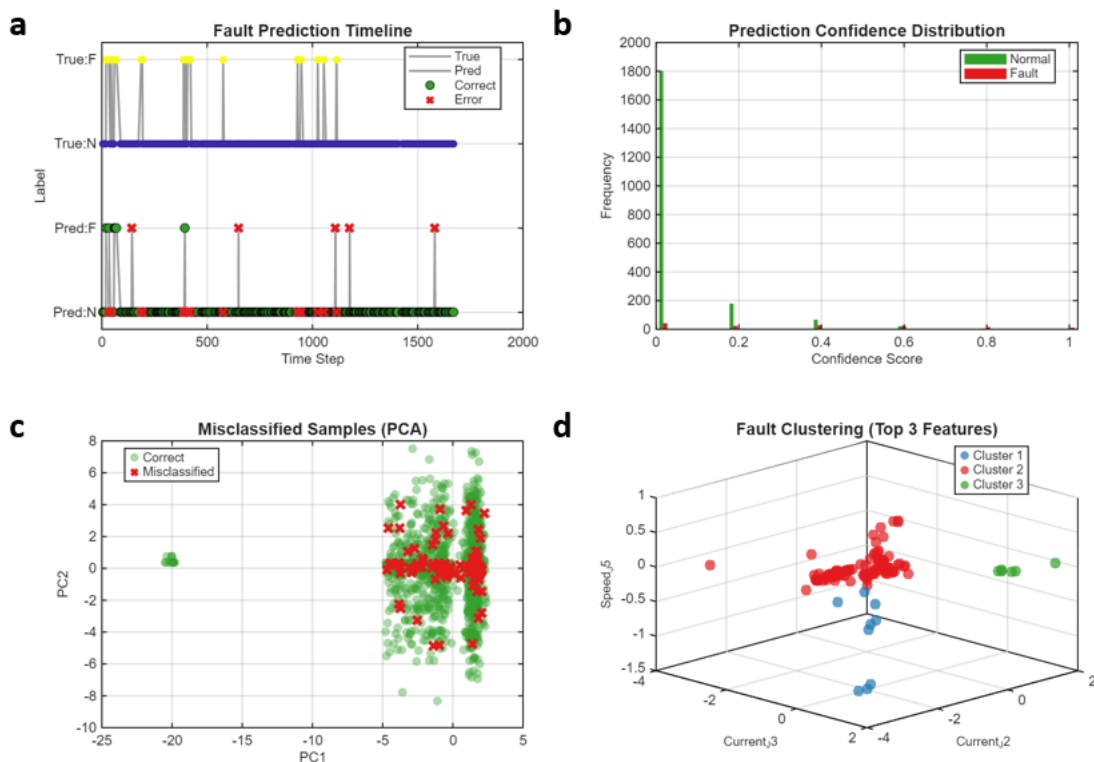 a
Fault Prediction Timeline
True:F
True:N
Pred:F
Pred:N
Label
True
Pred
Correct
Error
0
500
1000
1500
2000
Time Step
b
Prediction Confidence Distribution
2000
1800
1600
1400
1200
1000
800
600
400
200
0
Frequency
Normal
Fault
0
0.2
0.4
0.6
0.8
1
Confidence Score
c
Misclassified Samples (PCA)
8
6
4
2
0
-2
-4
-6
-8
-10
PC2
Correct
Misclassified
-25
-20
-15
-10
-5
0
5
PC1
d
Fault Clustering (Top 3 Features)
Cluster 1
Cluster 2
Cluster 3
1
0.5
0
-0.5
-1
-1.5
SpeedJ5
-4
-2
0
2
CurrentJ3
-4
-2
0
2
CurrentJ2